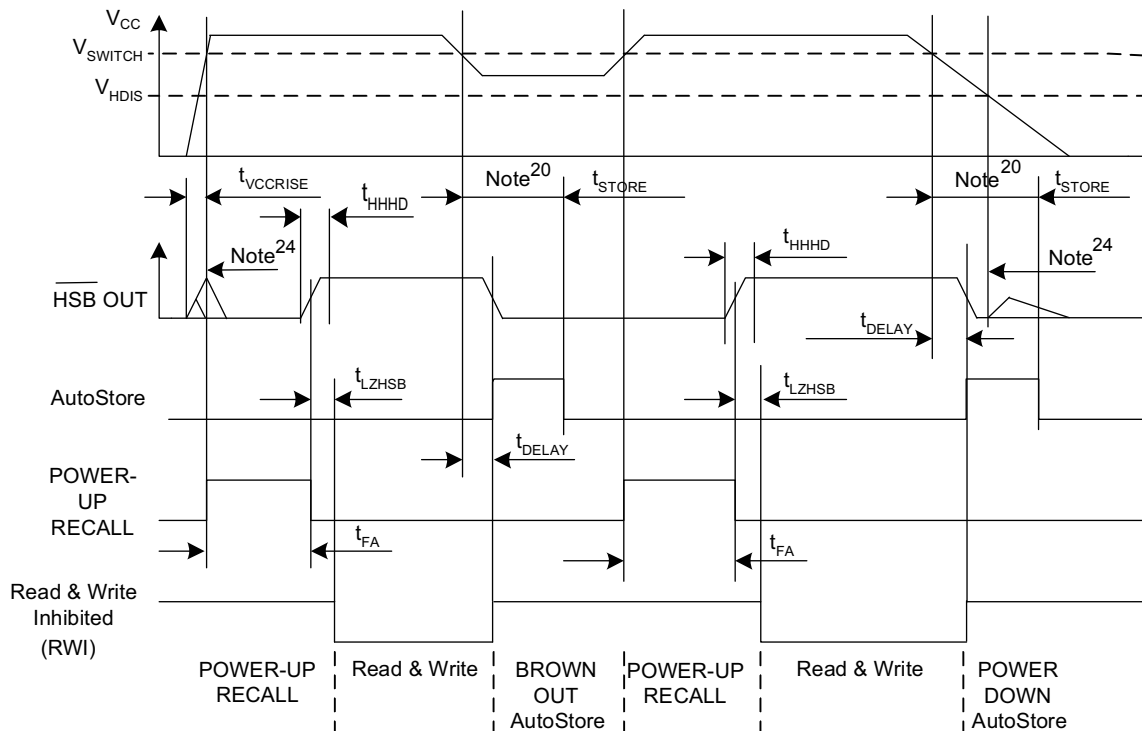 VCC
VSWITCH
VHDIS
tVCCRISE
Note20
tSTORE
Note20
tSTORE
tHHHD
Note24
tHHHD
Note24
HSB OUT
tDELAY
tLZHSB
tLZHSB
AutoStore
tDELAY
POWER-
UP
RECALL
tFA
tFA
Read & Write
Inhibited
(RWI)
POWER-UP
RECALL
Read & Write
BROWN
OUT
AutoStore
POWER-UP
RECALL
Read & Write
POWER
DOWN
AutoStore